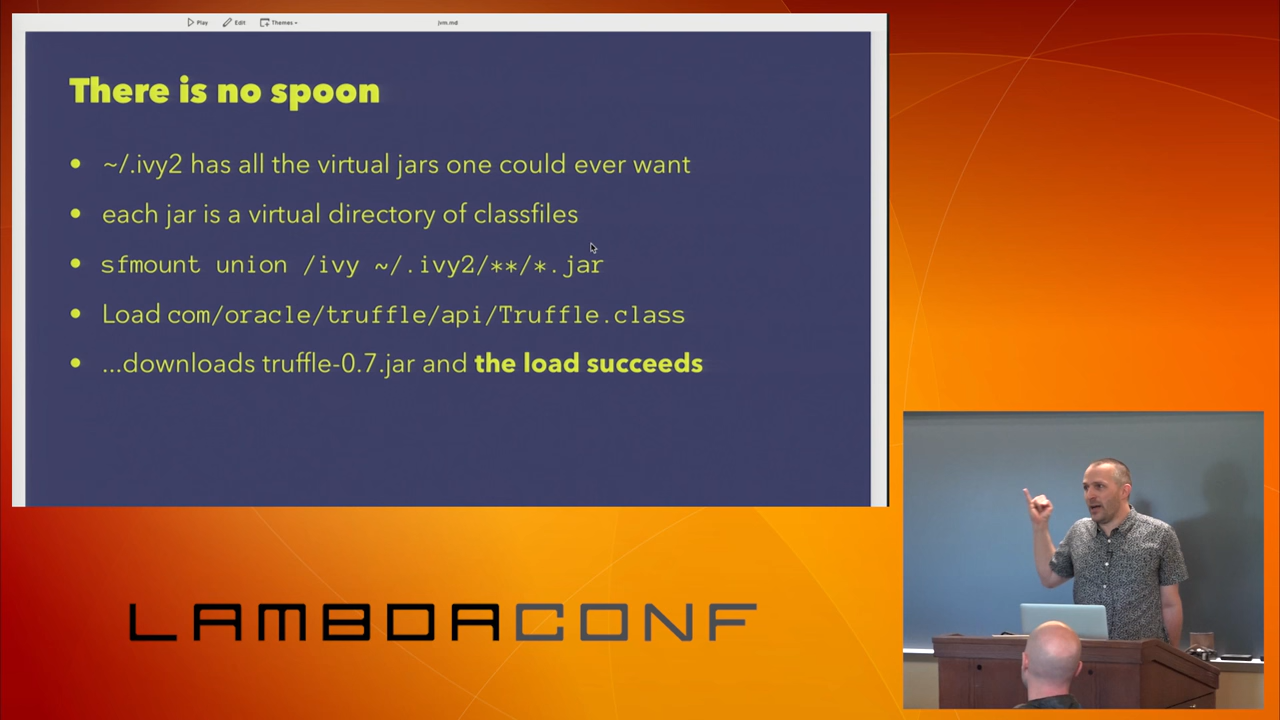 Play Edit Themes jvm.md
There is no spoon
• ~/.ivy2 has all the virtual jars one could ever want
• each jar is a virtual directory of classfiles
• sfmount union /ivy ~/.ivy2/**/*.jar
• Load com/oracle/truffle/api/Truffle.class
• ...downloads truffle-0.7.jar and the load succeeds
LAMBDACONF